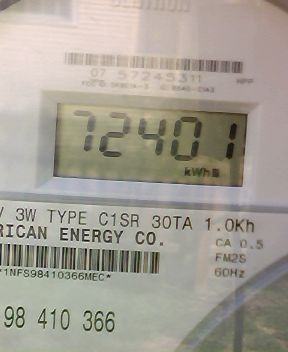 07 57245311
72401
kWh
V 3W TYPE C1SR 30TA 1.0Kh
RICAN ENERGY CO.
CA 0.5
FM2S
60Hz
*1NFS98410366MEC*
98 410 366